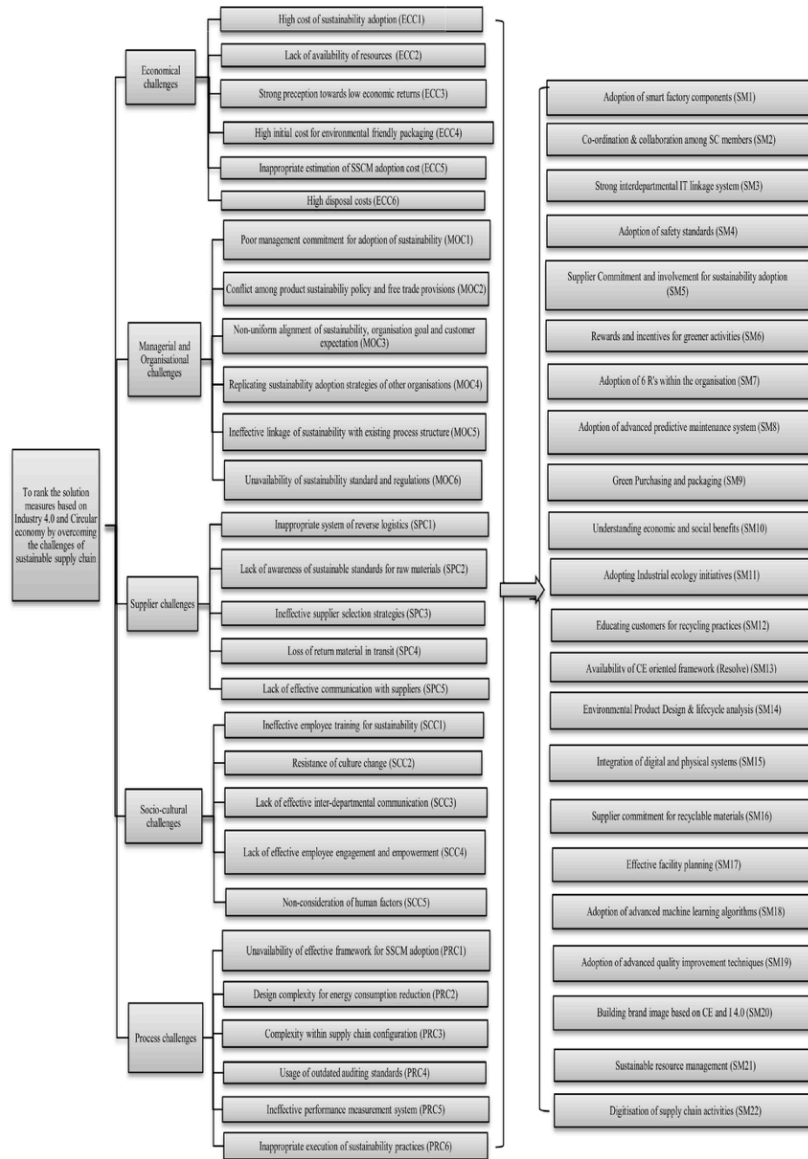 To rank the solution
measures based on
Industry 4.0 and Circular
economy by overcoming
the challenges of
sustainable supply chain
Economical
challenges
High cost of sustainability adoption (ECC1)
Lack of availability of resources (ECC2)
Strong preception towards low economic returns (ECC3)
High initial cost for environmental friendly packaging (ECC4)
Inappropriate estimation of SSCM adoption cost (ECC5)
High disposal costs (ECC6)
Managerial and
Organisational
challenges
Poor management commitment for adoption of sustainability (MOC1)
Conflict among product sustainability policy and free trade provisions (MOC2)
Non-uniform alignment of sustainability, organisation goal and customer
expectation (MOC3)
Replicating sustainability adoption strategies of other organisations (MOC4)
Ineffective linkage of sustainability with existing process structure (MOC5)
Unavailability of sustainability standard and regulations (MOC6)
Supplier challenges
Inappropriate system of reverse logistics (SPC1)
Lack of awareness of sustainable standards for raw materials (SPC2)
Ineffective supplier selection strategies (SPC3)
Loss of return material in transit (SPC4)
Lack of effective communication with suppliers (SPC5)
Socio-cultural
challenges
Ineffective employee training for sustainability (SCC1)
Resistance of culture change (SCC2)
Lack of effective inter-departmental communication (SCC3)
Lack of effective employee engagement and empowerment (SCC4)
Non-consideration of human factors (SCC5)
Process challenges
Unavailability of effective framework for SSCM adoption (PRC1)
Design complexity for energy consumption reduction (PRC2)
Complexity within supply chain configuration (PRC3)
Usage of outdated auditing standards (PRC4)
Ineffective performance measurement system (PRC5)
Inappropriate execution of sustainability practices (PRC6)
Adoption of smart factory components (SM1)
Co-ordination & collaboration among SC members (SM2)
Strong interdepartmental IT linkage system (SM3)
Adoption of safety standards (SM4)
Supplier Commitment and involvement for sustainability adoption
(SM5)
Rewards and incentives for greener activities (SM6)
Adoption of 6 R's within the organisation (SM7)
Adoption of advanced predictive maintenance system (SM8)
Green Purchasing and packaging (SM9)
Understanding economic and social benefits (SM10)
Adopting Industrial ecology initiatives (SM11)
Educating customers for recycling practices (SM12)
Availability of CE oriented framework (Resolve) (SM13)
Environmental Product Design & lifecycle analysis (SM14)
Integration of digital and physical systems (SM15)
Supplier commitment for recyclable materials (SM16)
Effective facility planning (SM17)
Adoption of advanced machine learning algorithms (SM18)
Adoption of advanced quality improvement techniques (SM19)
Building brand image based on CE and I 4.0 (SM20)
Sustainable resource management (SM21)
Digitisation of supply chain activities (SM22)